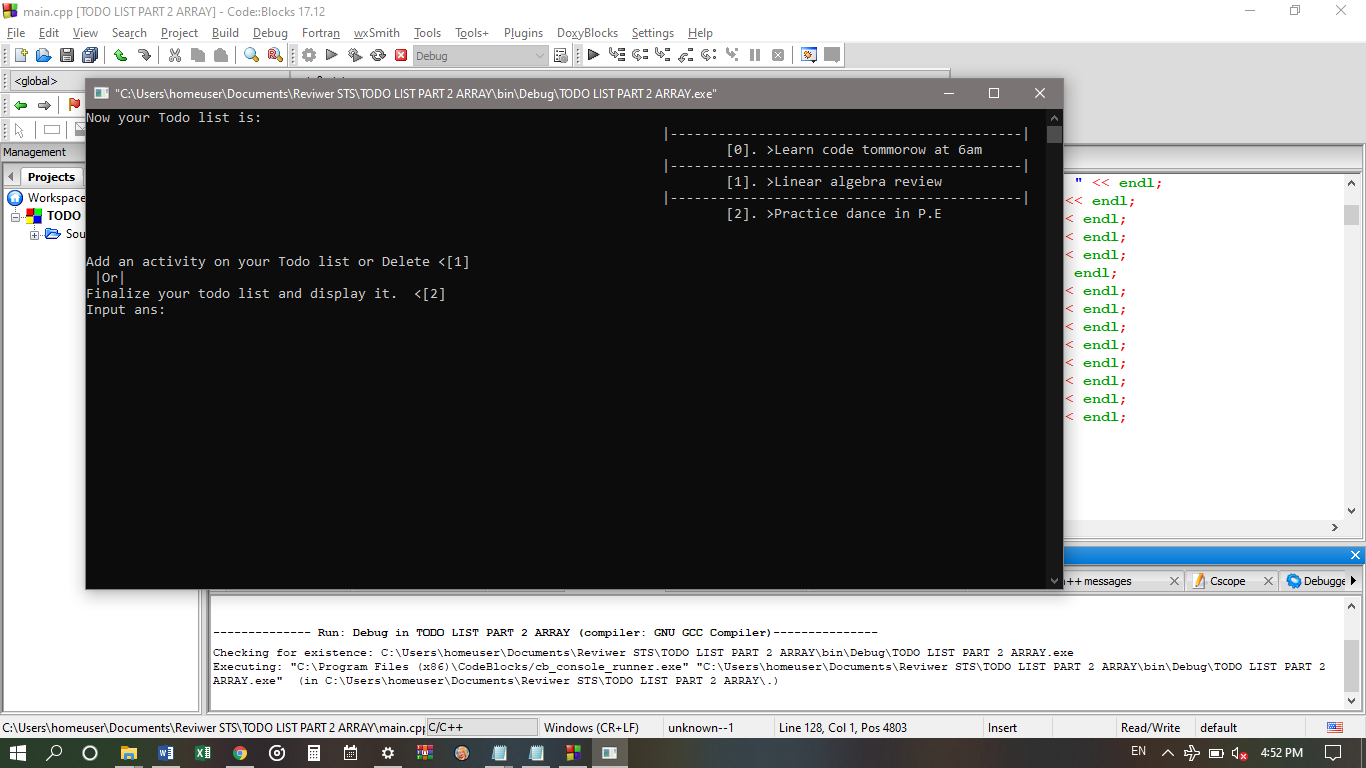 main.cpp [TODO LIST PART 2 ARRAY] - Code::Blocks 17.12
File Edit View Search Project Build Debug Fortran wxSmith Tools Tools+ Plugins DoxyBlocks Settings Help
Debug
<global>
"C:\Users\homeuser\Documents\Reviwer STS\TODO LIST PART 2 ARRAY\bin\Debug\TODO LIST PART 2 ARRAY.exe"
Now your Todo list is:
|--------------------------------------------|
[0]. >Learn code tommorow at 6am
|--------------------------------------------|
[1]. >Linear algebra review
|--------------------------------------------|
[2]. >Practice dance in P.E
Add an activity on your Todo list or Delete <[1]
|Or|
Finalize your todo list and display it.  <[2]
Input ans:
Management
Projects
Workspace
TODO
Sou
" << endl;
<< endl;
< endl;
< endl;
< endl;
endl;
< endl;
< endl;
< endl;
< endl;
< endl;
< endl;
< endl;
< endl;
++ messages Cscope Debugge
-------------- Run: Debug in TODO LIST PART 2 ARRAY (compiler: GNU GCC Compiler)---------------
Checking for existence: C:\Users\homeuser\Documents\Reviwer STS\TODO LIST PART 2 ARRAY\bin\Debug\TODO LIST PART 2 ARRAY.exe
Executing: "C:\Program Files (x86)\CodeBlocks/cb_console_runner.exe" "C:\Users\homeuser\Documents\Reviwer STS\TODO LIST PART 2 ARRAY\bin\Debug\TODO LIST PART 2
ARRAY.exe"  (in C:\Users\homeuser\Documents\Reviwer STS\TODO LIST PART 2 ARRAY\.)
C:\Users\homeuser\Documents\Reviwer STS\TODO LIST PART 2 ARRAY\main.cpp C/C++ Windows (CR+LF) unknown--1 Line 128, Col 1, Pos 4803 Insert Read/Write default
EN 4:52 PM